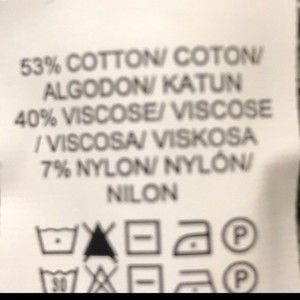 53% COTTON/ COTON/
ALGODON/ KATUN
40% VISCOSE/ VISCOSE
/ VISCOSA/ VISKOSA
7% NYLON/ NYLÓN/
NILON
P
30 P